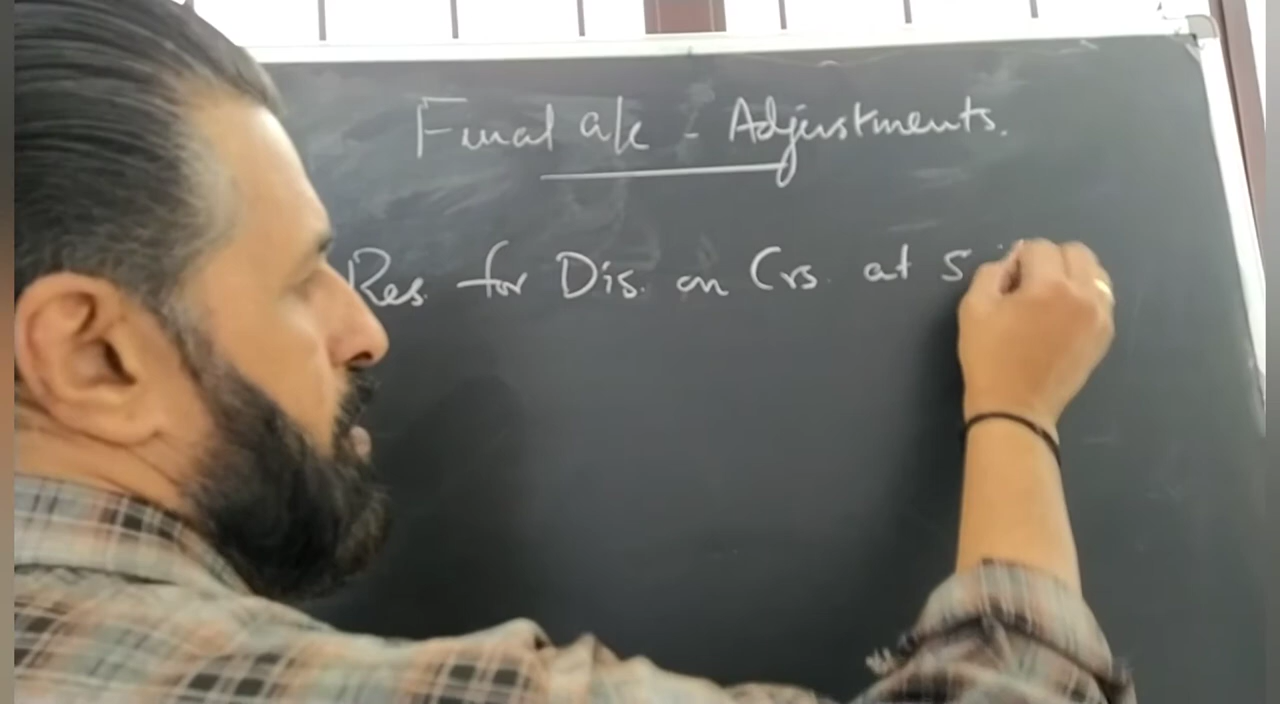 Final a/c - Adjustments.
Res. for Dis. on Crs. at 5